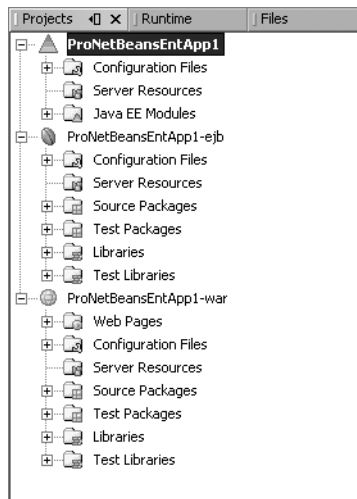 Projects Runtime Files
ProNetBeansEntApp1
Configuration Files
Server Resources
Java EE Modules
ProNetBeansEntApp1-ejb
Configuration Files
Server Resources
Source Packages
Test Packages
Libraries
Test Libraries
ProNetBeansEntApp1-war
Web Pages
Configuration Files
Server Resources
Source Packages
Test Packages
Libraries
Test Libraries